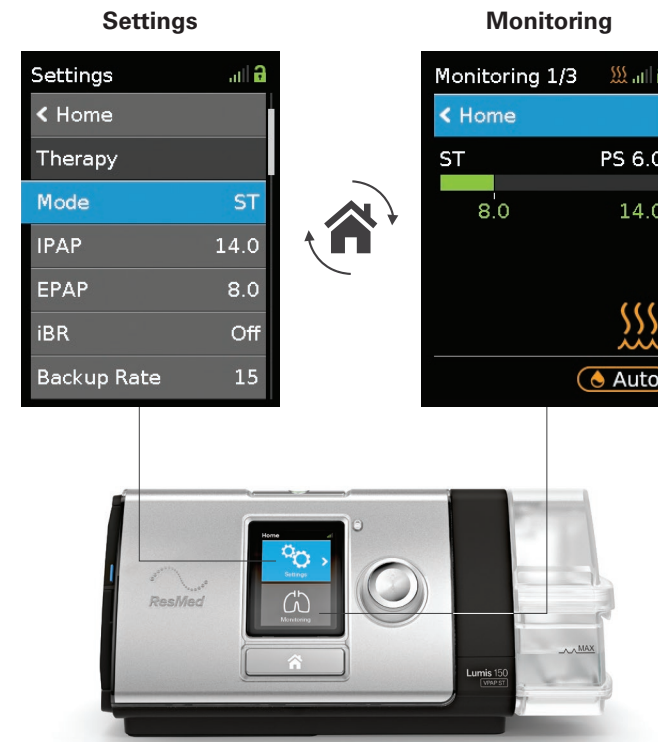 Settings
Monitoring
Settings
< Home
Therapy
Mode ST
IPAP 14.0
EPAP 8.0
iBR Off
Backup Rate 15
Monitoring 1/3
< Home
ST PS 6.0
8.0 14.0
Auto
Home
Settings
Monitoring
ResMed
MAX
Lumis 150
VPAP ST